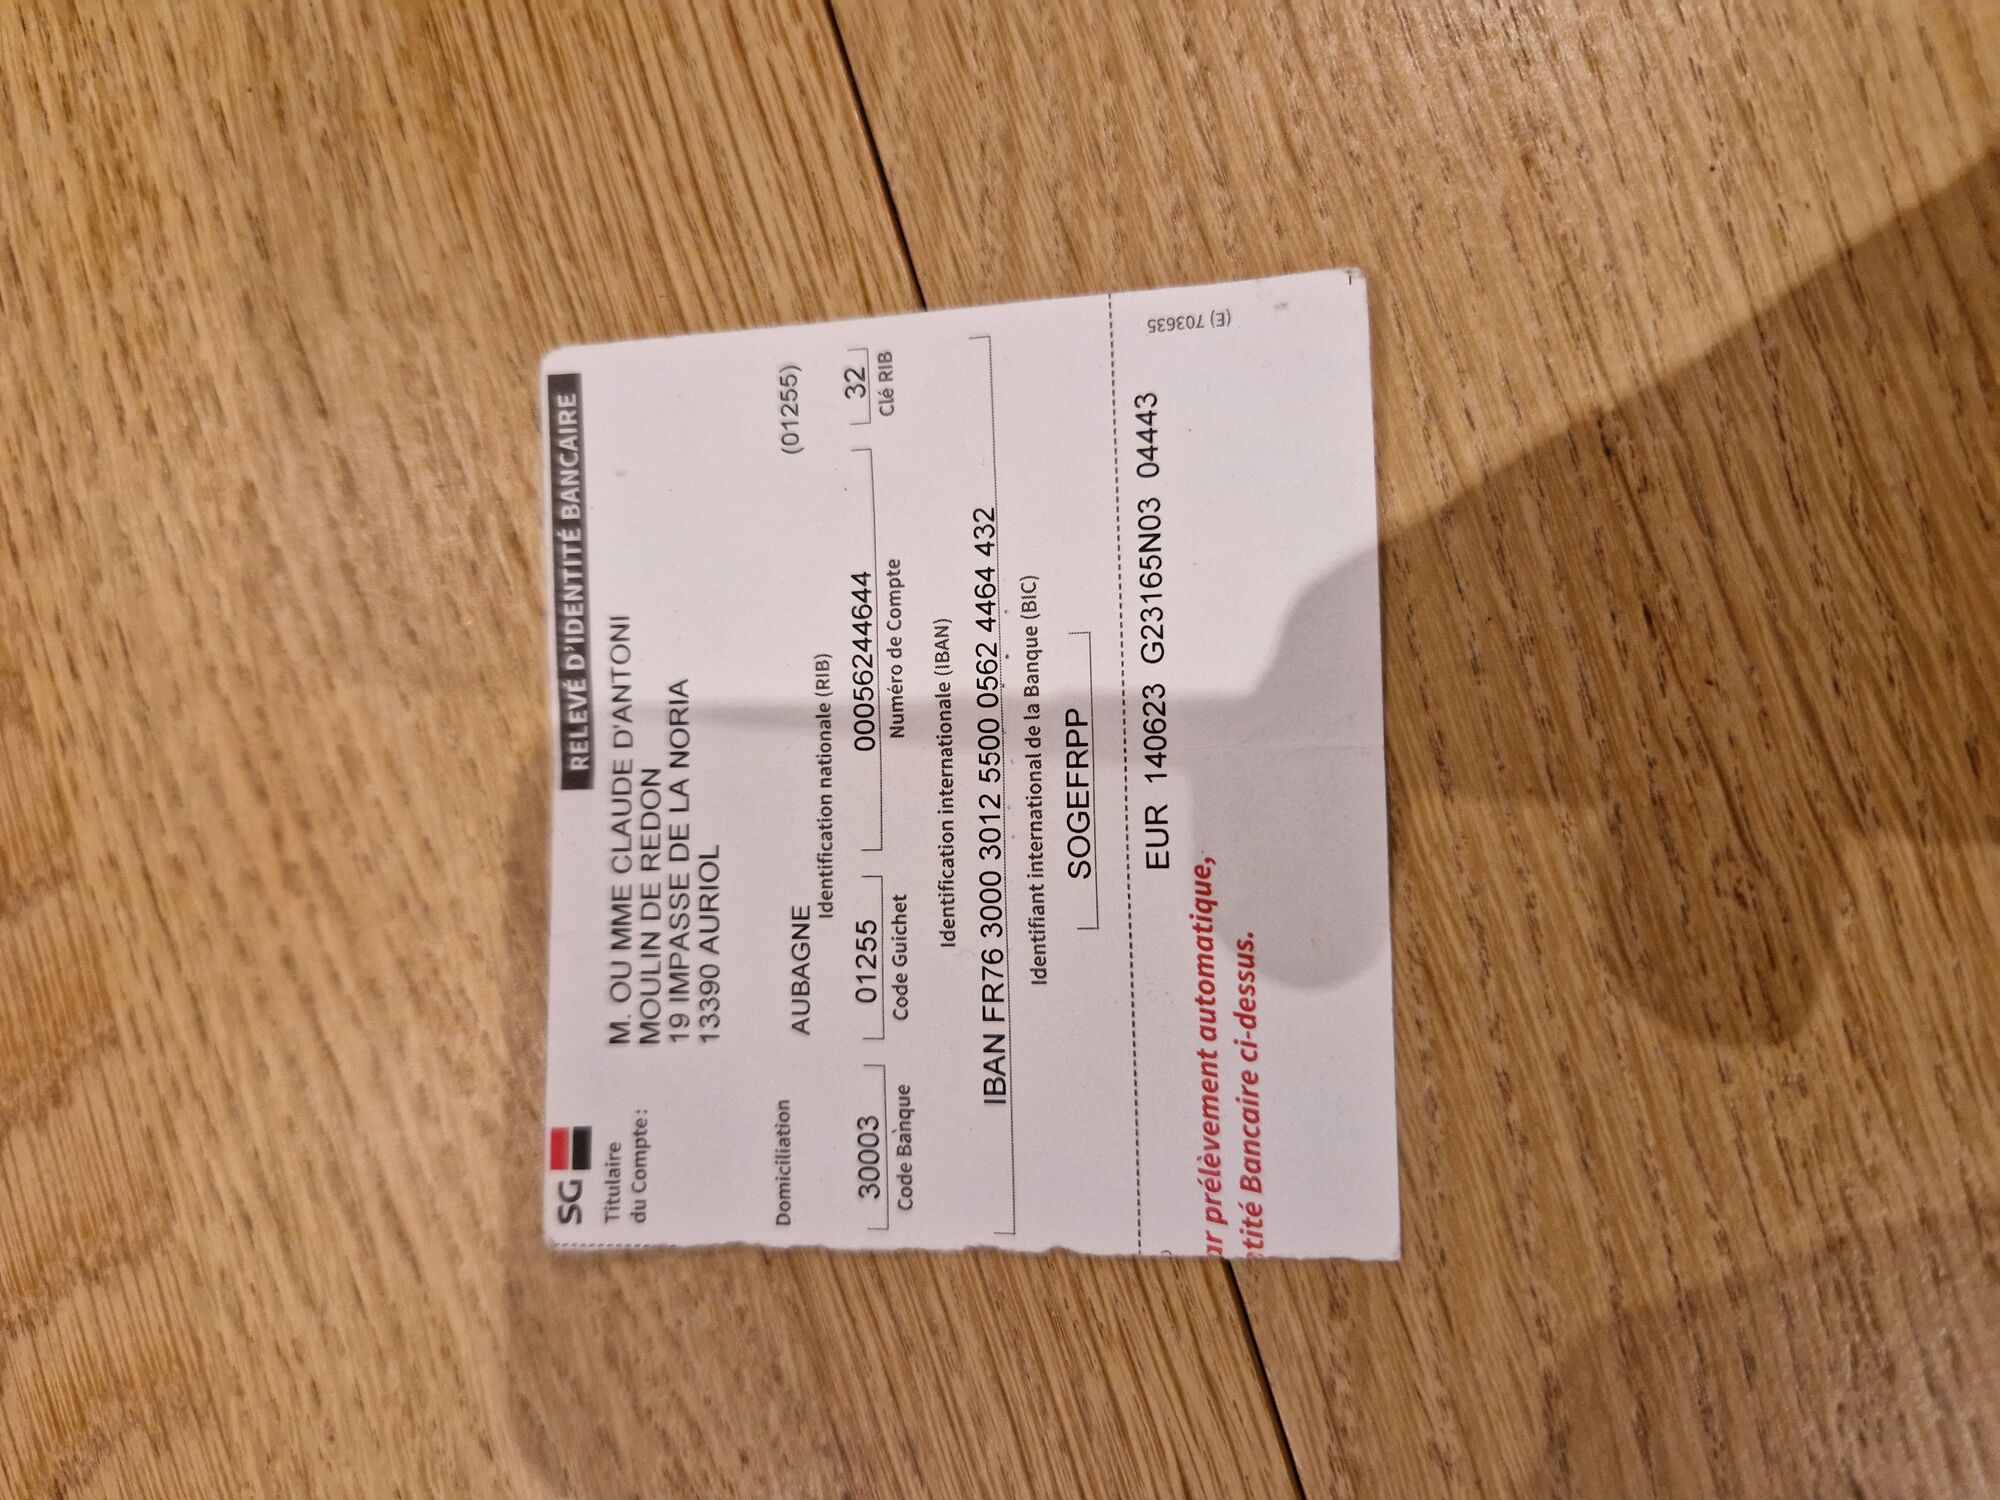 SG
RELEVÉ D'IDENTITÉ BANCAIRE
Titulaire
du Compte:
M. OU MME CLAUDE D'ANTONI
MOULIN DE REDON
19 IMPASSE DE LA NORIA
13390 AURIOL
Domiciliation AUBAGNE (01255)
Identification nationale (RIB)
30003 01255 00056244644 32
Code Banque Code Guichet Numéro de Compte Clé RIB
Identification internationale (IBAN)
IBAN FR76 3000 3012 5500 0562 4464 432
Identifiant international de la Banque (BIC)
SOGEFRPP
EUR 140623 G23165N03 04443
(E) 703635
prélèvement automatique,
Bancaire ci-dessus.